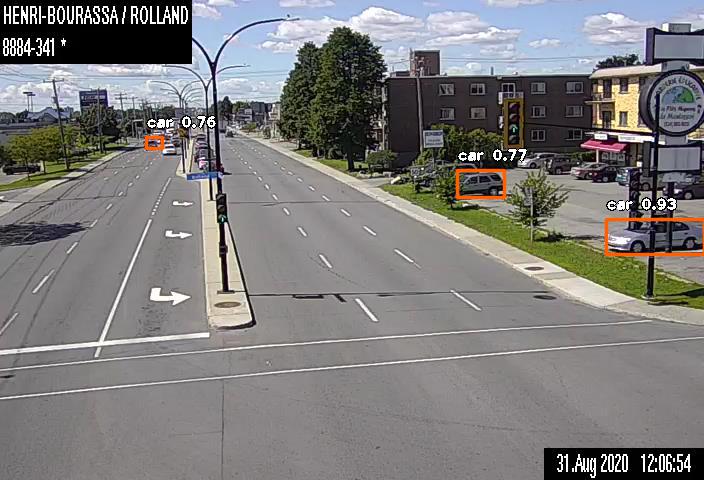 HENRI-BOURASSA / ROLLAND
8884-341 *
car 0.76
car 0.77
car 0.93
31.Aug 2020 12:06:54